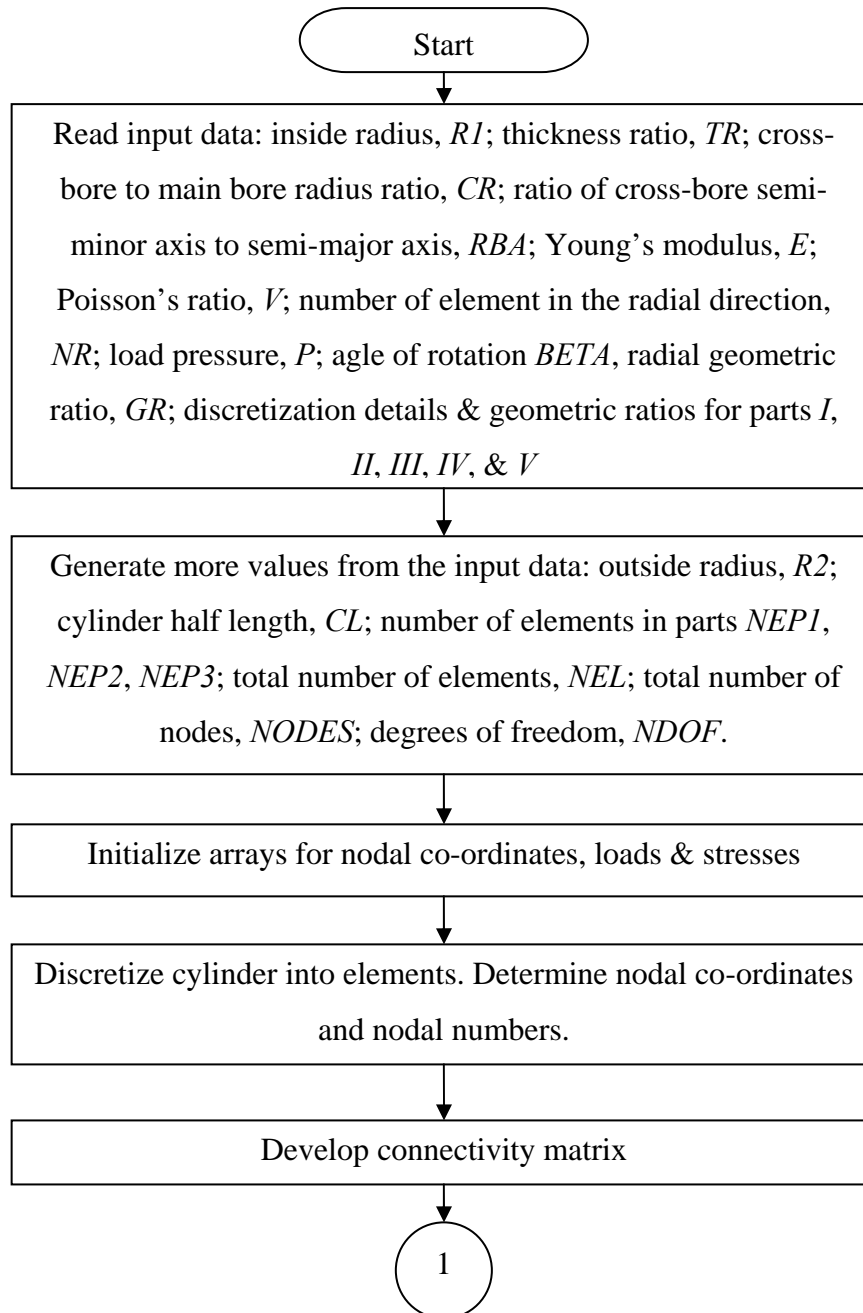 Start
Read input data: inside radius, R1; thickness ratio, TR; cross-
bore to main bore radius ratio, CR; ratio of cross-bore semi-
minor axis to semi-major axis, RBA; Young’s modulus, E;
Poisson’s ratio, V; number of element in the radial direction,
NR; load pressure, P; agle of rotation BETA, radial geometric
ratio, GR; discretization details & geometric ratios for parts I,
II, III, IV, & V
Generate more values from the input data: outside radius, R2;
cylinder half length, CL; number of elements in parts NEP1,
NEP2, NEP3; total number of elements, NEL; total number of
nodes, NODES; degrees of freedom, NDOF.
Initialize arrays for nodal co-ordinates, loads & stresses
Discretize cylinder into elements. Determine nodal co-ordinates
and nodal numbers.
Develop connectivity matrix
1